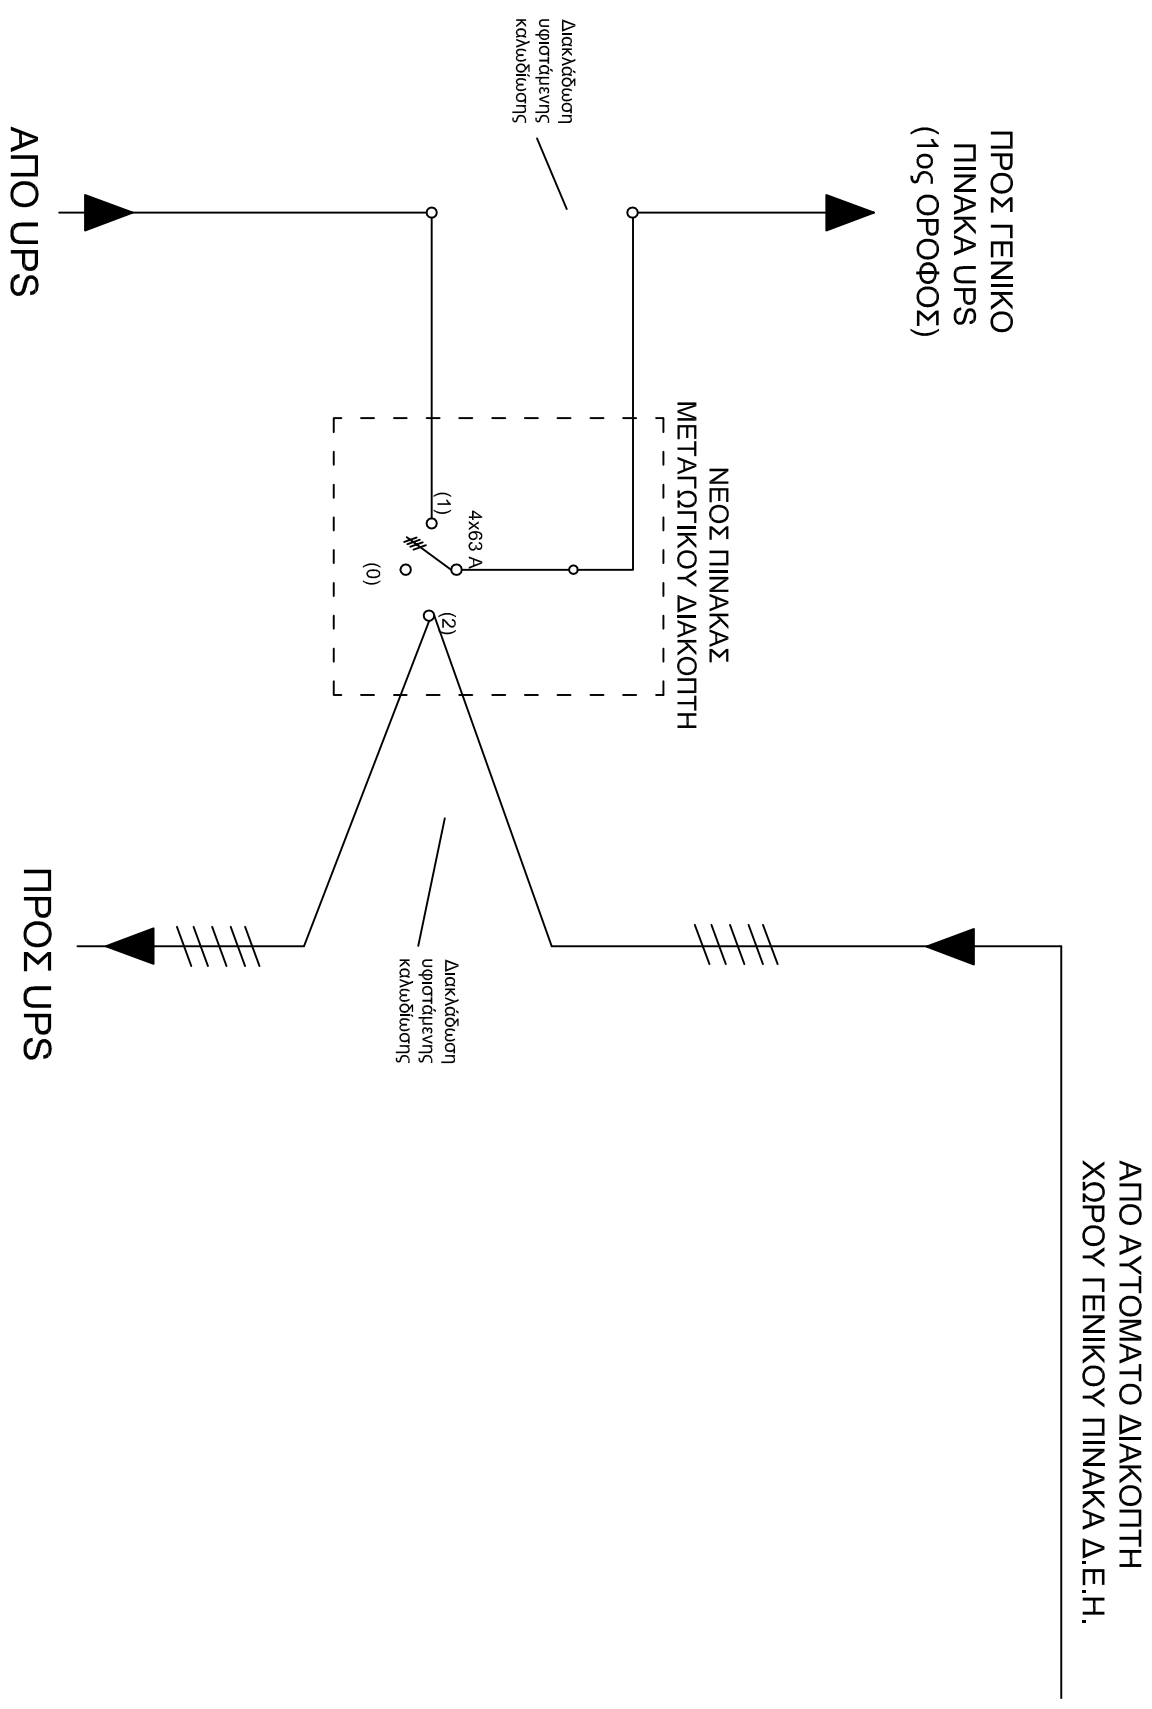 ΠΡΟΣ ΓΕΝΙΚΟ
ΠΙΝΑΚΑ UPS
(1ος ΟΡΟΦΟΣ)
ΑΠΟ ΑΥΤΟΜΑΤΟ ΔΙΑΚΟΠΤΗ
ΧΩΡΟΥ ΓΕΝΙΚΟΥ ΠΙΝΑΚΑ Δ.Ε.Η.
ΝΕΟΣ ΠΙΝΑΚΑΣ
ΜΕΤΑΓΩΓΙΚΟΥ ΔΙΑΚΟΠΤΗ
Διακλάδωση
υφιστάμενης
καλωδίωσης
4x63 A
(1)
(2)
(0)
Διακλάδωση
υφιστάμενης
καλωδίωσης
ΑΠΟ UPS
ΠΡΟΣ UPS